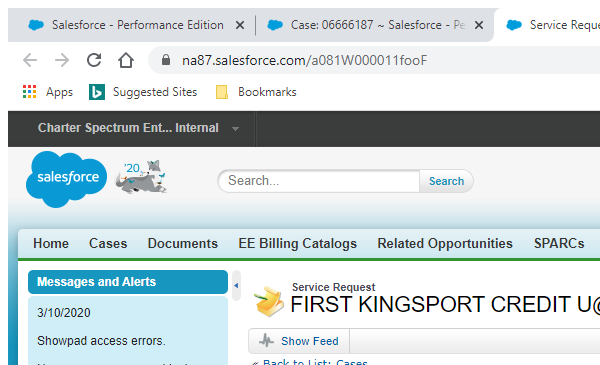 Salesforce - Performance Edition
Case: 06666187 ~ Salesforce - Pe
Service Reque
na87.salesforce.com/a081W000011fooF
Apps
Suggested Sites
Bookmarks
Charter Spectrum Ent... Internal
salesforce
'20
Search...
Search
Home
Cases
Documents
EE Billing Catalogs
Related Opportunities
SPARCs
Messages and Alerts
3/10/2020
Showpad access errors.
Service Request
FIRST KINGSPORT CREDIT U@
Show Feed
« Back to List: Cases